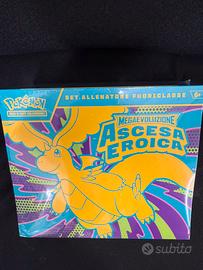 SET ALLENATORE FUORICLASSE
POKÉMON
6+
MEGAEVOLUZIONE
ASCESA
EROICA
subito